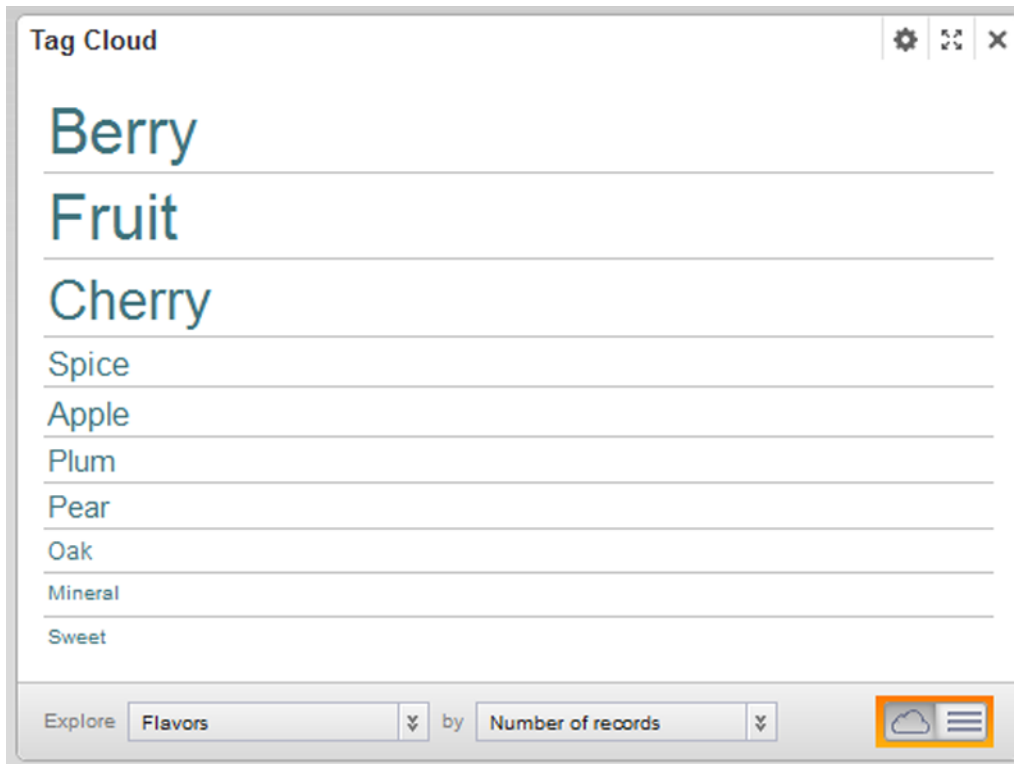 Tag Cloud
Berry
Fruit
Cherry
Spice
Apple
Plum
Pear
Oak
Mineral
Sweet
Explore Flavors by Number of records